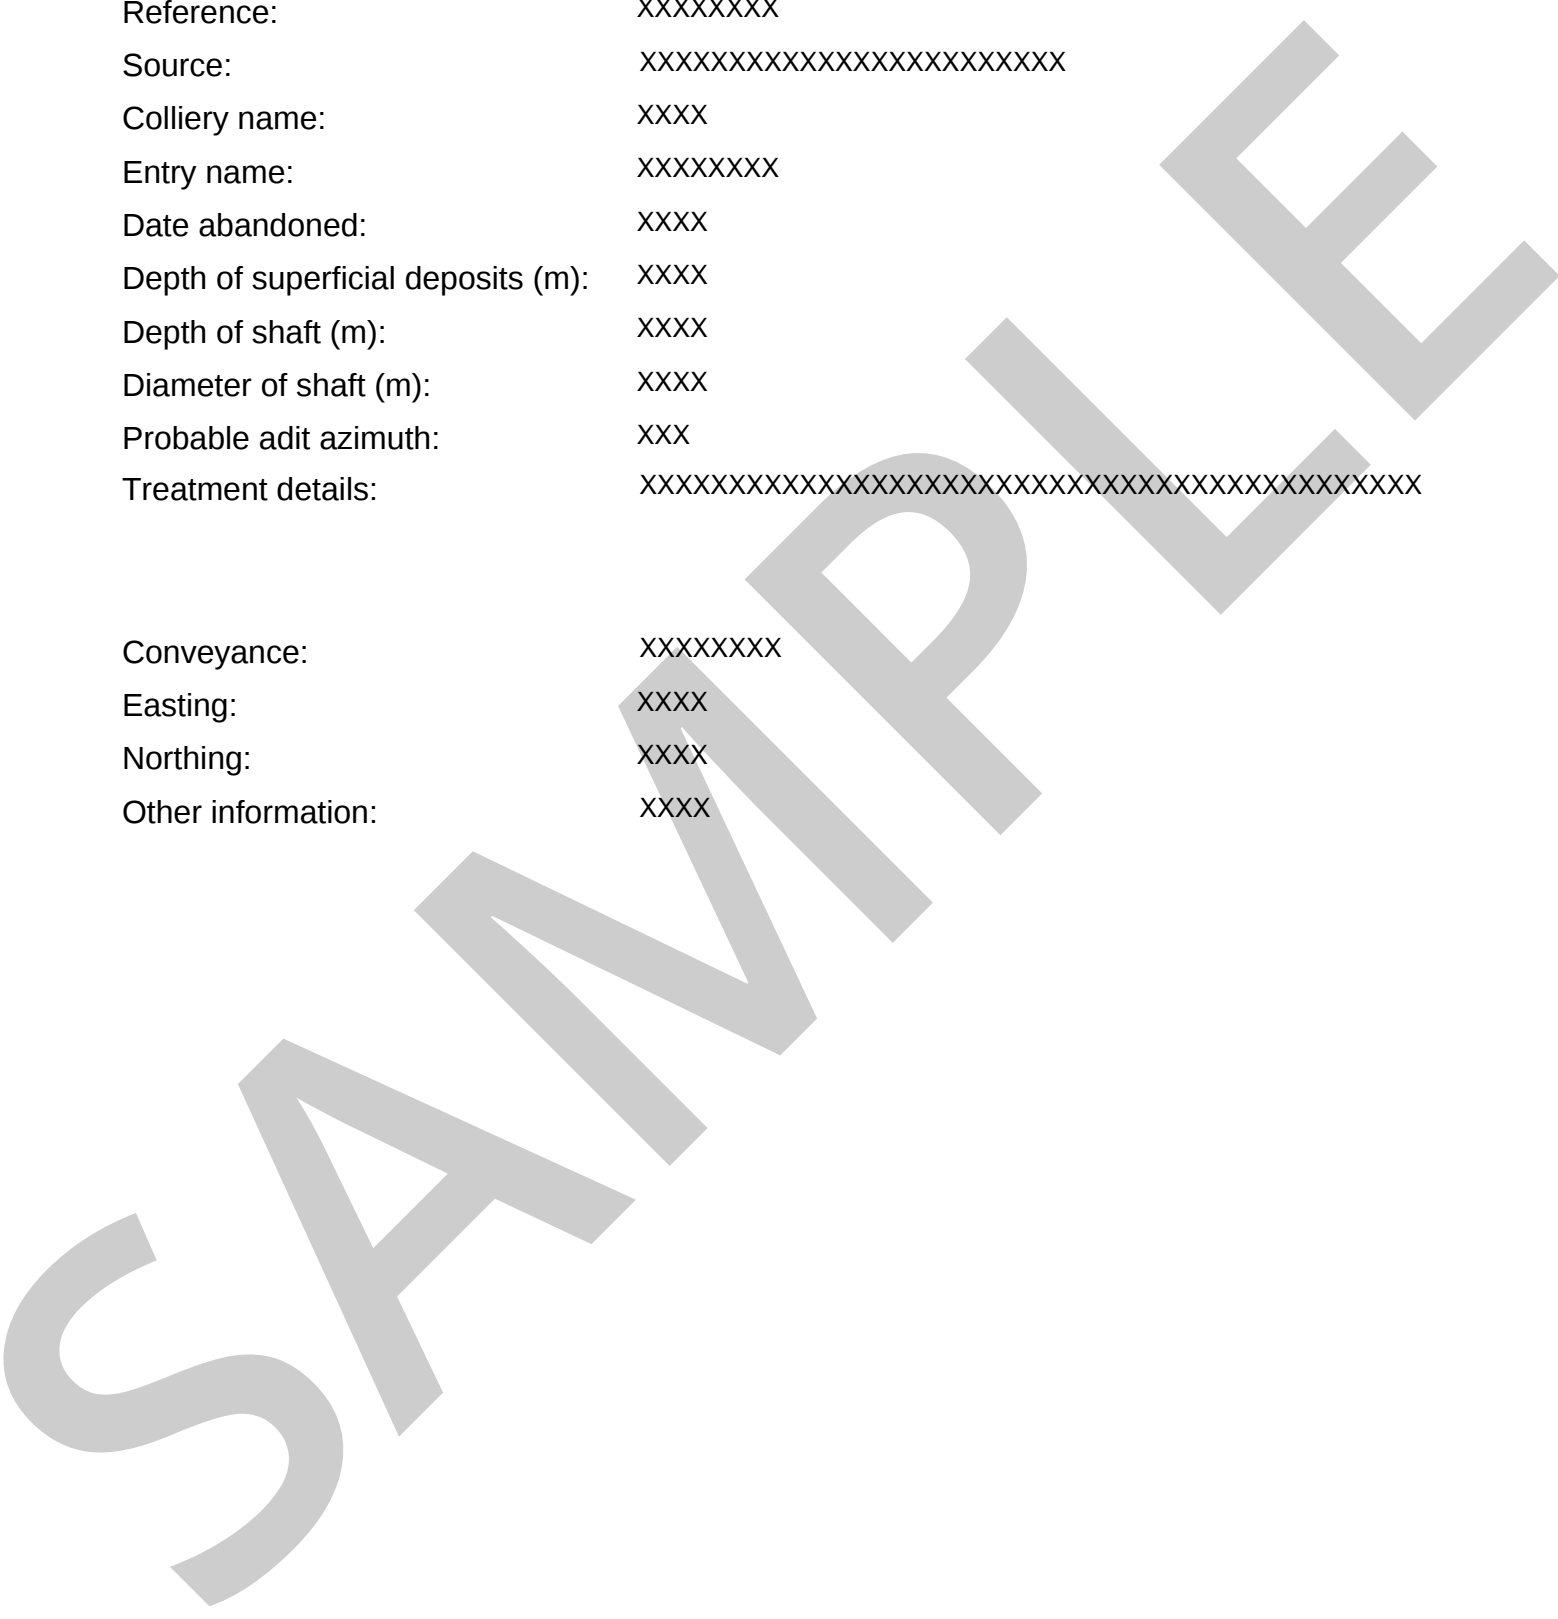 Reference: XXXXXXXX
Source: XXXXXXXXXXXXXXXXXXXXXXXX
Colliery name: XXXX
Entry name: XXXXXXXX
Date abandoned: XXXX
Depth of superficial deposits (m): XXXX
Depth of shaft (m): XXXX
Diameter of shaft (m): XXXX
Probable adit azimuth: XXX
Treatment details: XXXXXXXXXXXXXXXXXXXXXXXXXXXXXXXXXXXXXXXXXXXX
Conveyance: XXXXXXXX
Easting: XXXX
Northing: XXXX
Other information: XXXX
SAMPLE